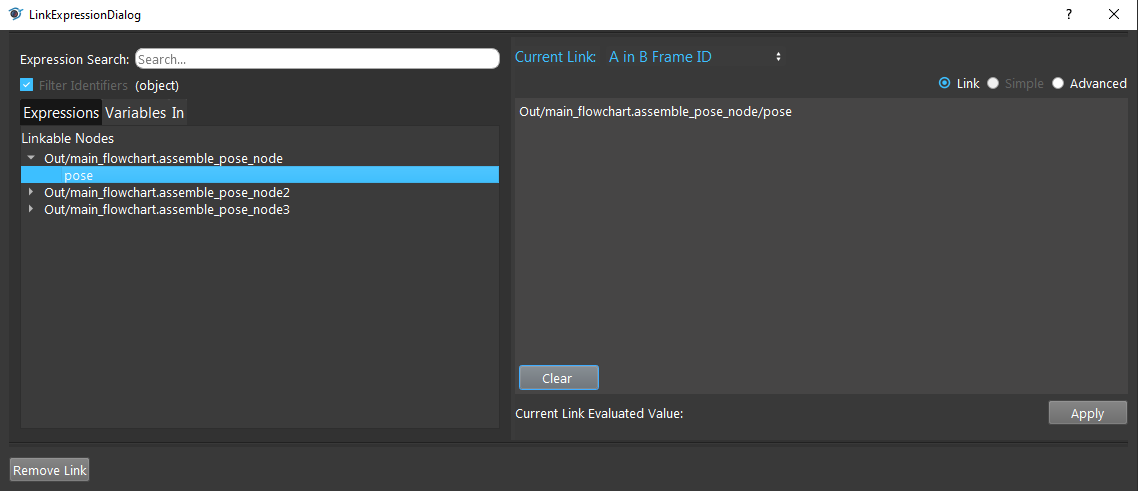 LinkExpressionDialog
?
Expression Search:
Search...
Filter Identifiers (object)
Expressions Variables In
Linkable Nodes
Out/main_flowchart.assemble_pose_node
pose
Out/main_flowchart.assemble_pose_node2
Out/main_flowchart.assemble_pose_node3
Current Link: A in B Frame ID
Link Simple Advanced
Out/main_flowchart.assemble_pose_node/pose
Clear
Current Link Evaluated Value:
Apply
Remove Link